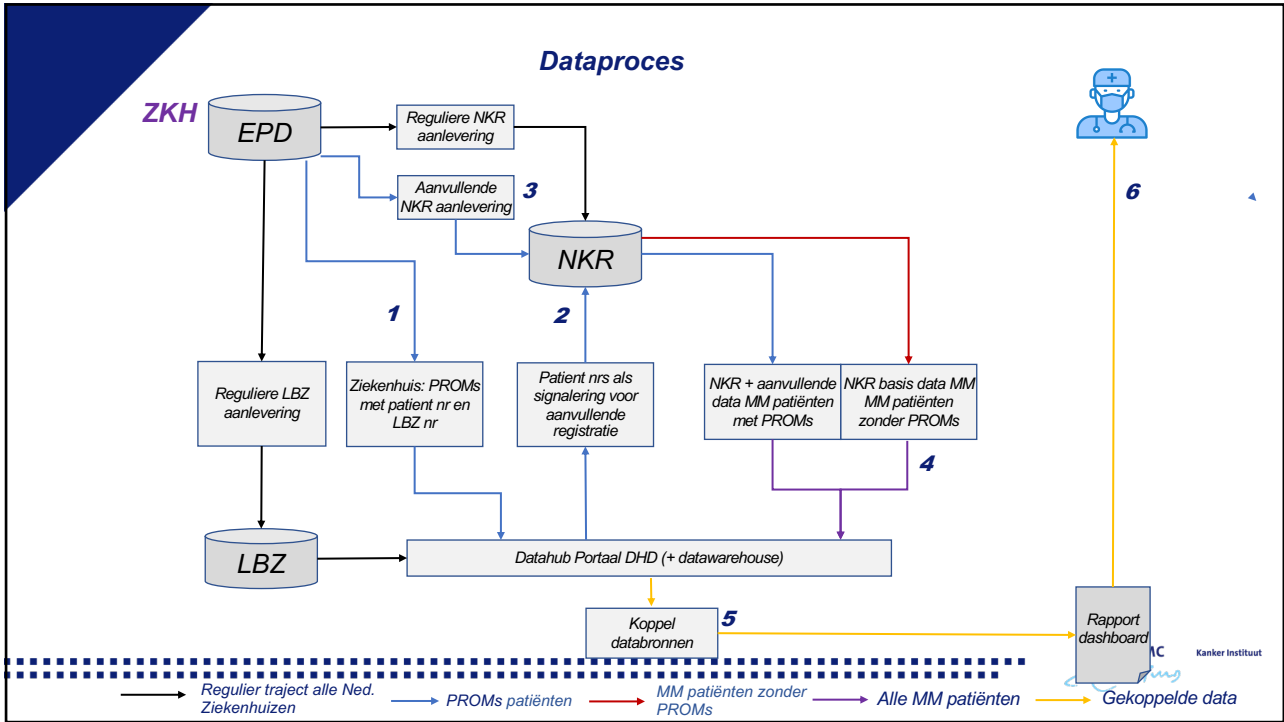 Dataproces
ZKH
EPD
Reguliere NKR
aanlevering
Aanvullende
NKR aanlevering
3
NKR
6
1
2
Reguliere LBZ
aanlevering
Ziekenhuis: PROMs
met patient nr en
LBZ nr
Patient nrs als
signalering voor
aanvullende
registratie
NKR + aanvullende
data MM patiënten
met PROMs
NKR basis data MM
MM patiënten
zonder PROMs
4
LBZ
Datahub Portaal DHD (+ datawarehouse)
Koppel
databronnen
5
Rapport
dashboard
MC
Kanker Instituut
Regulier traject alle Ned.
Ziekenhuizen
PROMs patiënten
MM patiënten zonder
PROMs
Alle MM patiënten
Gekoppelde data